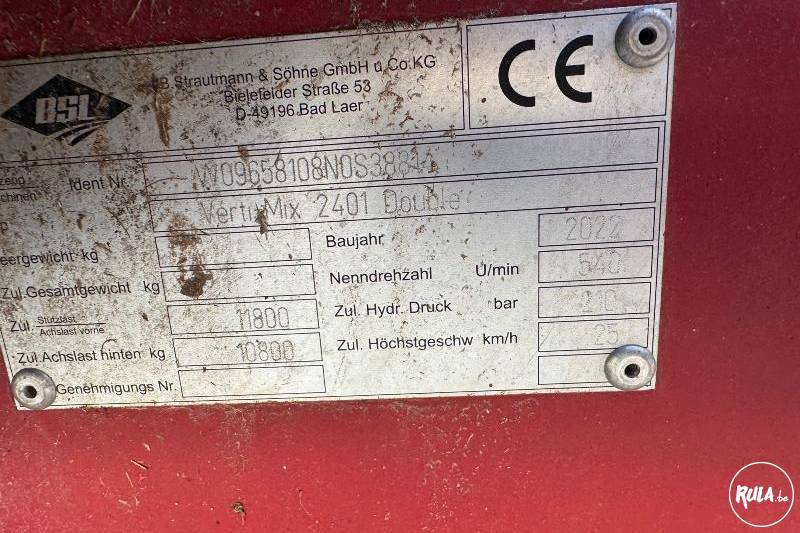 B.Strautmann & Söhne GmbH u.Co.KG
Bielefelder Straße 53
D-49196 Bad Laer
BSL
CE
Ident Nr.
VertiMix 2401 Double
eergewicht kg
Baujahr 2022
Zul.Gesamtgewicht kg
Nenndrehzahl U/min 540
Zul. Stützlast
Achslast vorne 11800
Zul. Hydr. Druck bar
Zul.Achslast hinten kg 10800
Zul. Höchstgeschw km/h 25
Genehmigungs Nr.
RULA.be